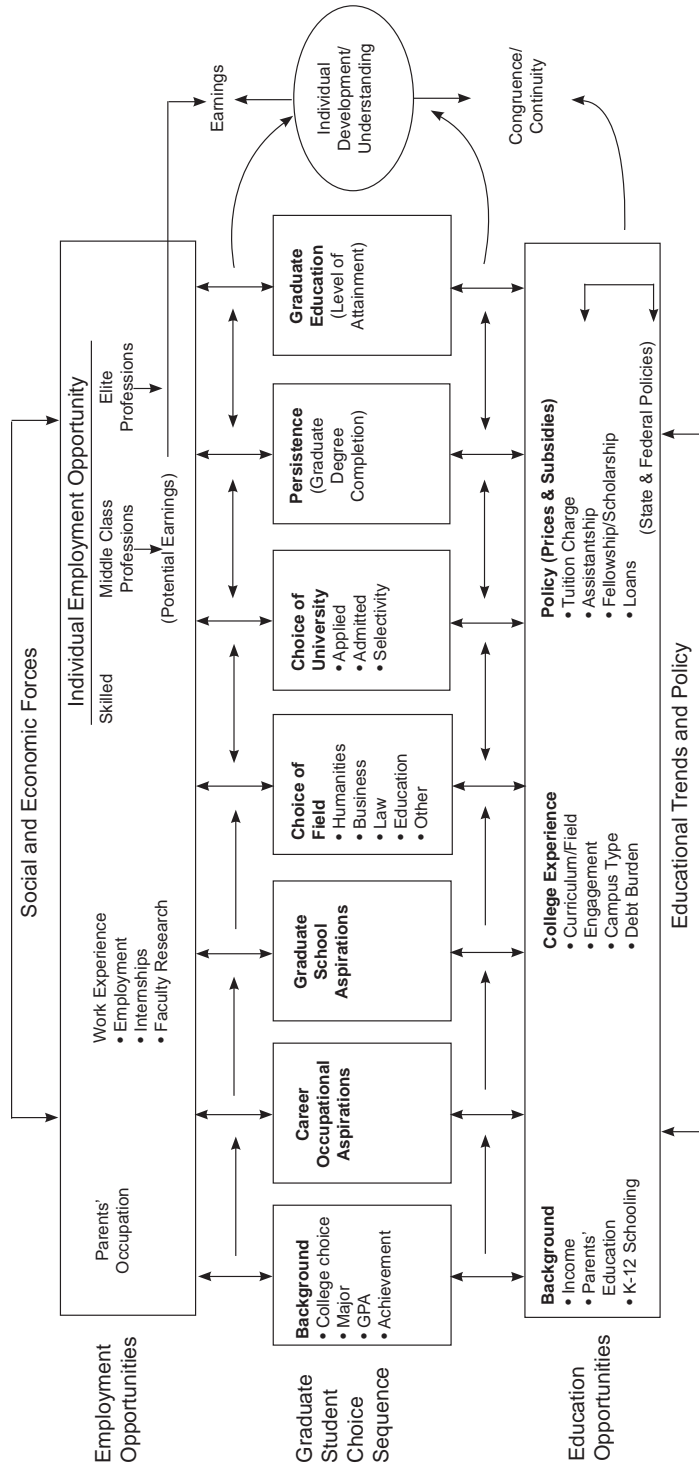 Social and Economic Forces
Employment
Opportunities
Parents’
Occupation
Work Experience
• Employment
• Internships
• Faculty Research
Individual Employment Opportunity
Skilled
Middle Class
Professions
Elite
Professions
(Potential Earnings)
Earnings
Graduate
Student
Choice
Sequence
Background
• College choice
• Major
• GPA
• Achievement
Career
Occupational
Aspirations
Graduate
School
Aspirations
Choice of
Field
• Humanities
• Business
• Law
• Education
• Other
Choice of
University
• Applied
• Admitted
• Selectivity
Persistence
(Graduate
Degree
Completion)
Graduate
Education
(Level of
Attainment)
Individual
Development/
Understanding
Congruence/
Continuity
Education
Opportunities
Background
• Income
• Parents’
Education
• K-12 Schooling
College Experience
• Curriculum/Field
• Engagement
• Campus Type
• Debt Burden
Policy (Prices & Subsidies)
• Tuition Charge
• Assistantship
• Fellowship/Scholarship
• Loans
(State & Federal Policies)
Educational Trends and Policy